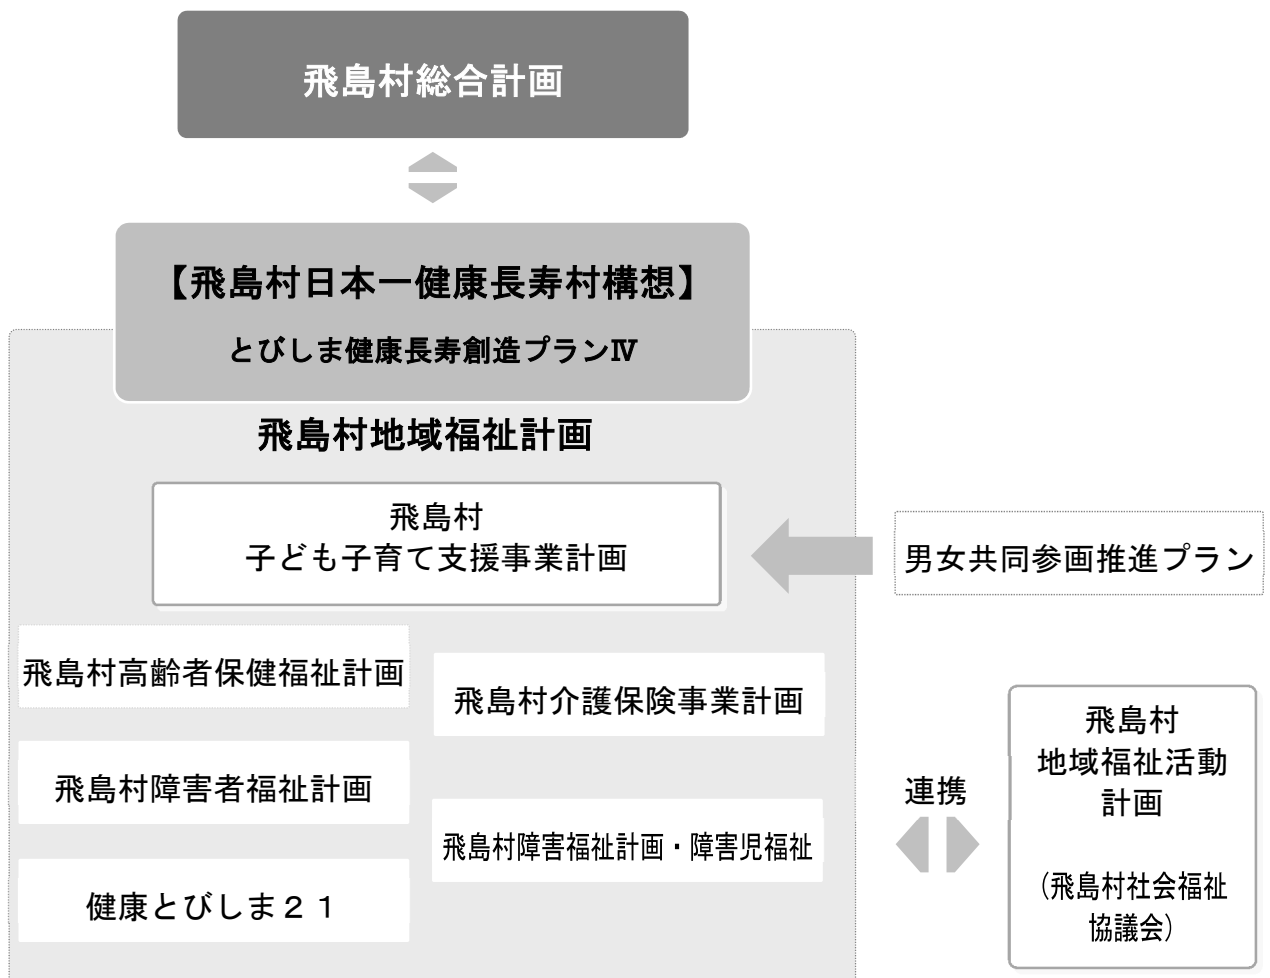 飛島村総合計画
【飛島村日本一健康長寿村構想】
とびしま健康長寿創造プランⅣ
飛島村地域福祉計画
飛島村
子ども子育て支援事業計画
男女共同参画推進プラン
飛島村高齢者保健福祉計画
飛島村介護保険事業計画
飛島村障害者福祉計画
飛島村障害福祉計画・障害児福祉
健康とびしま２１
連携
飛島村
地域福祉活動
計画
（飛島村社会福祉
協議会）